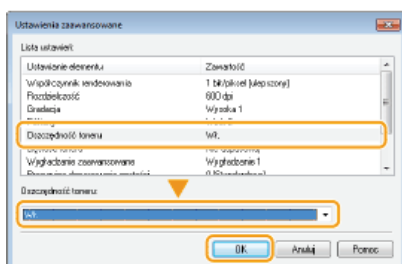 Ustawienia zaawansowane
Lista ustawień:
Ustawianie elementu Zawartość
Współczynnik renderowania 1 bit/piksel [ulepszony]
Rozdzielczość 600 dpi
Gradacja Wysoka 1
Oszczędność toneru Wł.
Wygładzanie zaawansowane Wygładzanie 1
Oszczędność toneru:
Wł.
OK Anuluj Pomoc